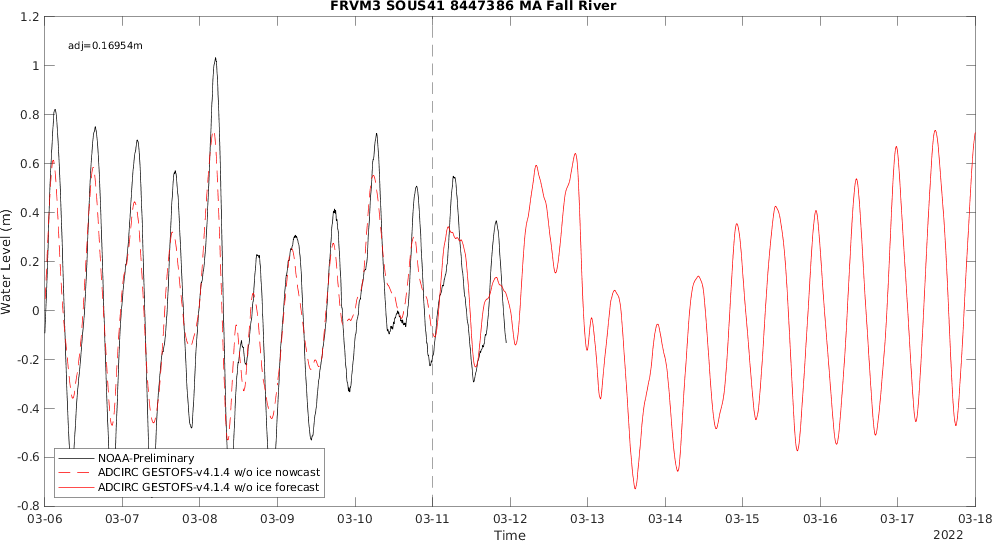 FRVM3 SOUS41 8447386 MA Fall River
adj=0.16954m
Water Level (m)
1.2
1
0.8
0.6
0.4
0.2
0
-0.2
-0.4
-0.6
-0.8
NOAA-Preliminary
ADCIRC GESTOFS-v4.1.4 w/o ice nowcast
ADCIRC GESTOFS-v4.1.4 w/o ice forecast
03-06 03-07 03-08 03-09 03-10 03-11 03-12 03-13 03-14 03-15 03-16 03-17 03-18
Time
2022